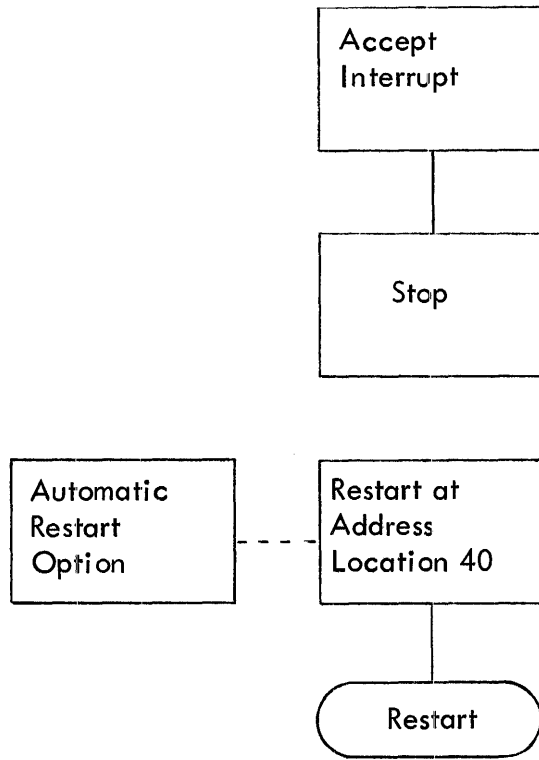 Accept
Interrupt
Stop
Automatic
Restart
Option
Restart at
Address
Location 40
Restart